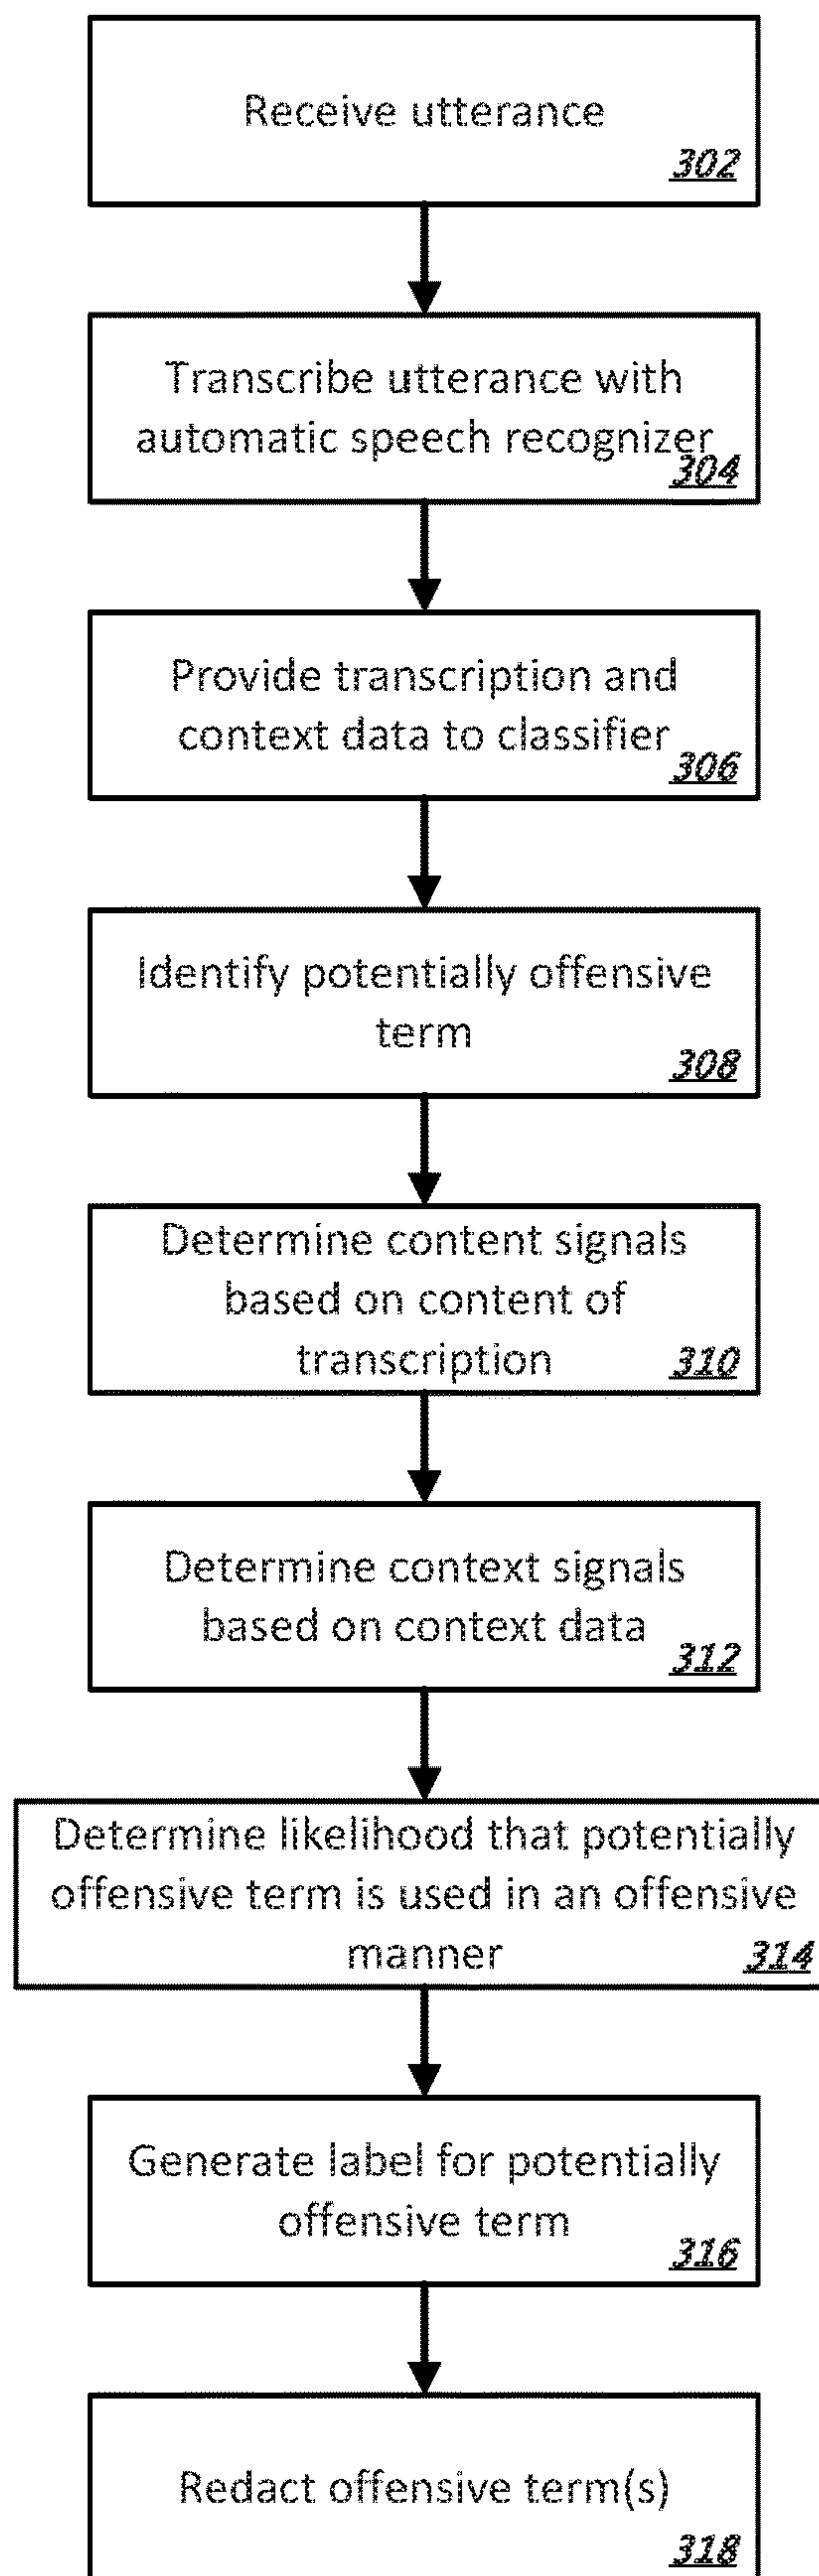 Receive utterance
302
Transcribe utterance with
automatic speech recognizer
304
Provide transcription and
context data to classifier
306
Identify potentially offensive
term
308
Determine content signals
based on content of
transcription
310
Determine context signals
based on context data
312
Determine likelihood that potentially
offensive term is used in an offensive
manner
314
Generate label for potentially
offensive term
316
Redact offensive term(s)
318